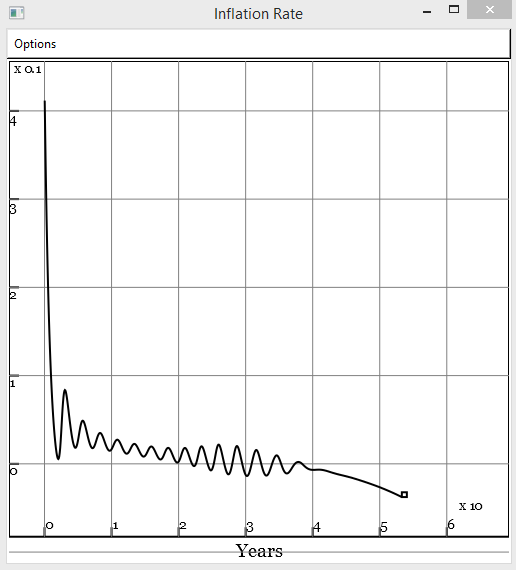 Inflation Rate
Options
x 0.1
4
3
2
1
0
0 1 2 3 4 5 6
x 10
Years